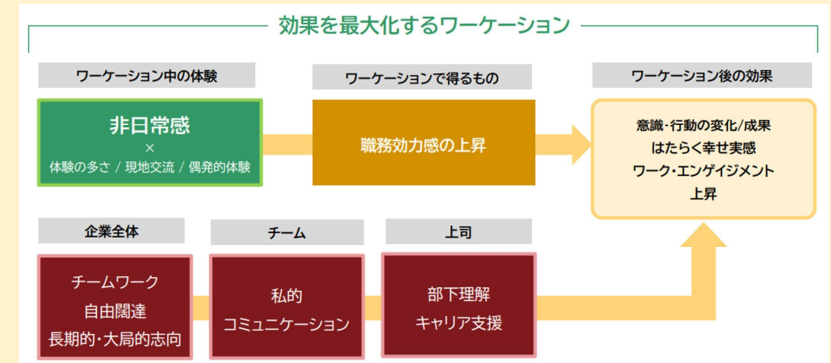 効果を最大化するワーケーション
ワーケーション中の体験
ワーケーションで得るもの
ワーケーション後の効果
非日常感
×
体験の多さ / 現地交流 / 偶発的体験
職務効力感の上昇
意識・行動の変化/成果
はたらく幸せ実感
ワーク・エンゲイジメント
上昇
企業全体
チーム
上司
チームワーク
自由闊達
長期的・大局的志向
私的
コミュニケーション
部下理解
キャリア支援